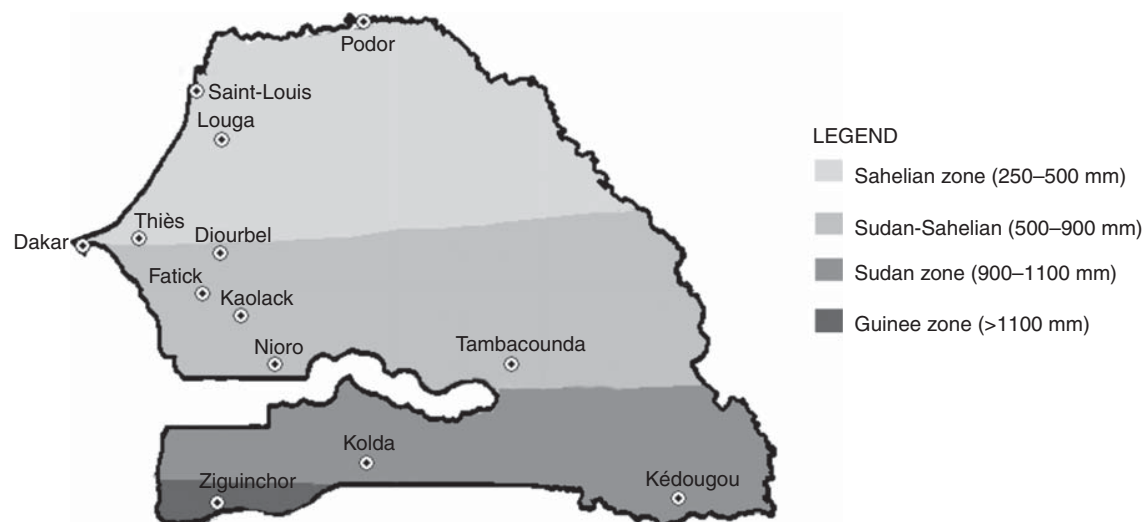 Podor
Saint-Louis
Louga
Thiès
Dakar
Diourbel
Fatick
Kaolack
Nioro
Tambacounda
Kolda
Ziguinchor
Kédougou
LEGEND
Sahelian zone (250–500 mm)
Sudan-Sahelian (500–900 mm)
Sudan zone (900–1100 mm)
Guinee zone (>1100 mm)